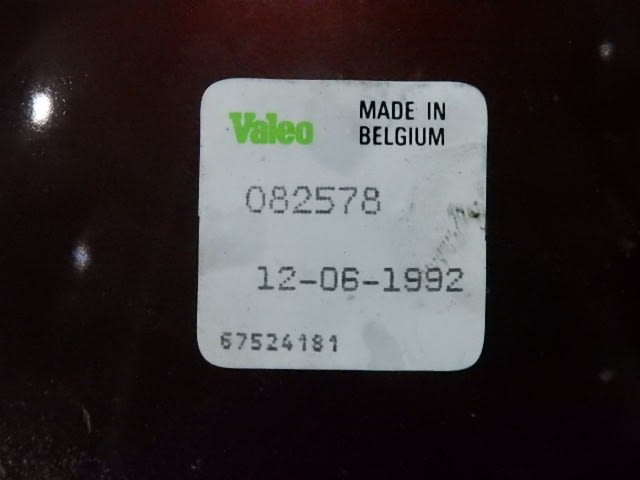 Valeo
MADE IN
BELGIUM
082578
12-06-1992
67524181